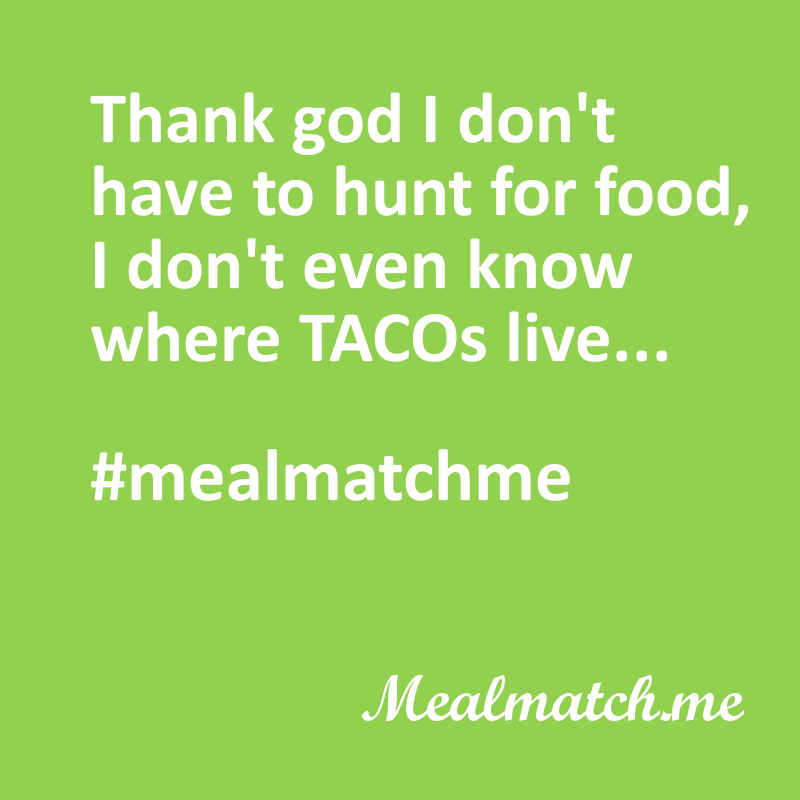 Thank god I don't
have to hunt for food,
I don't even know
where TACOs live...
#mealmatchme
Mealmatch.me